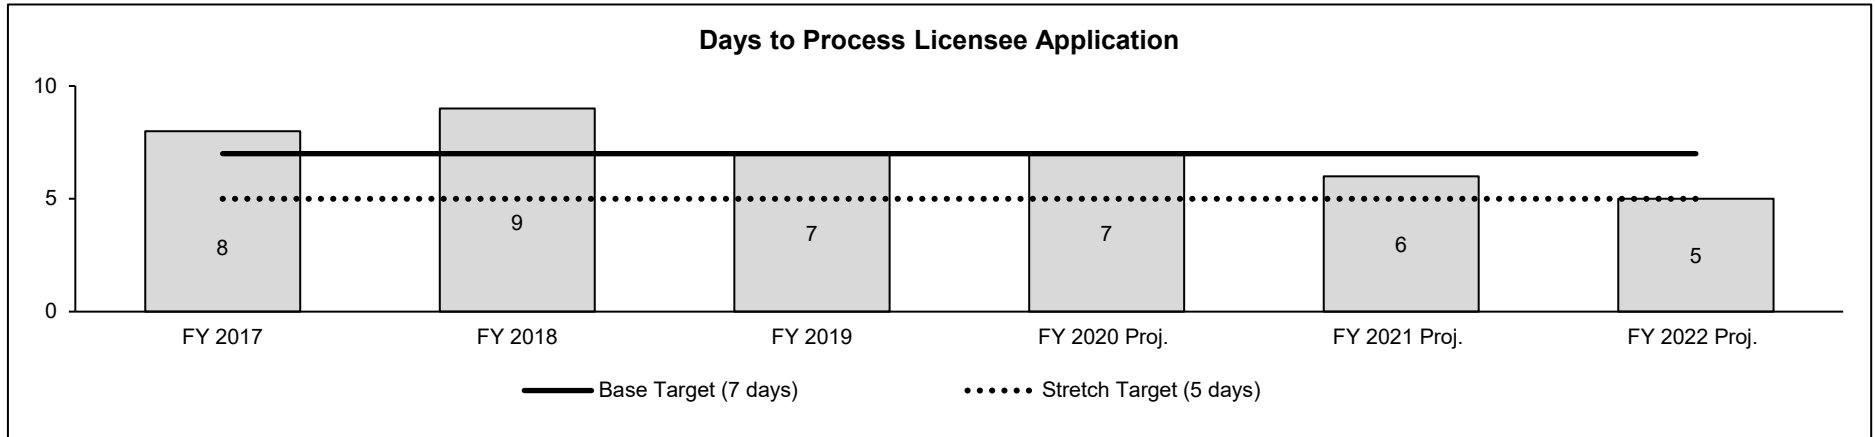 Days to Process Licensee Application
10
5
0
8
9
7
7
6
5
FY 2017
FY 2018
FY 2019
FY 2020 Proj.
FY 2021 Proj.
FY 2022 Proj.
Base Target (7 days)
Stretch Target (5 days)